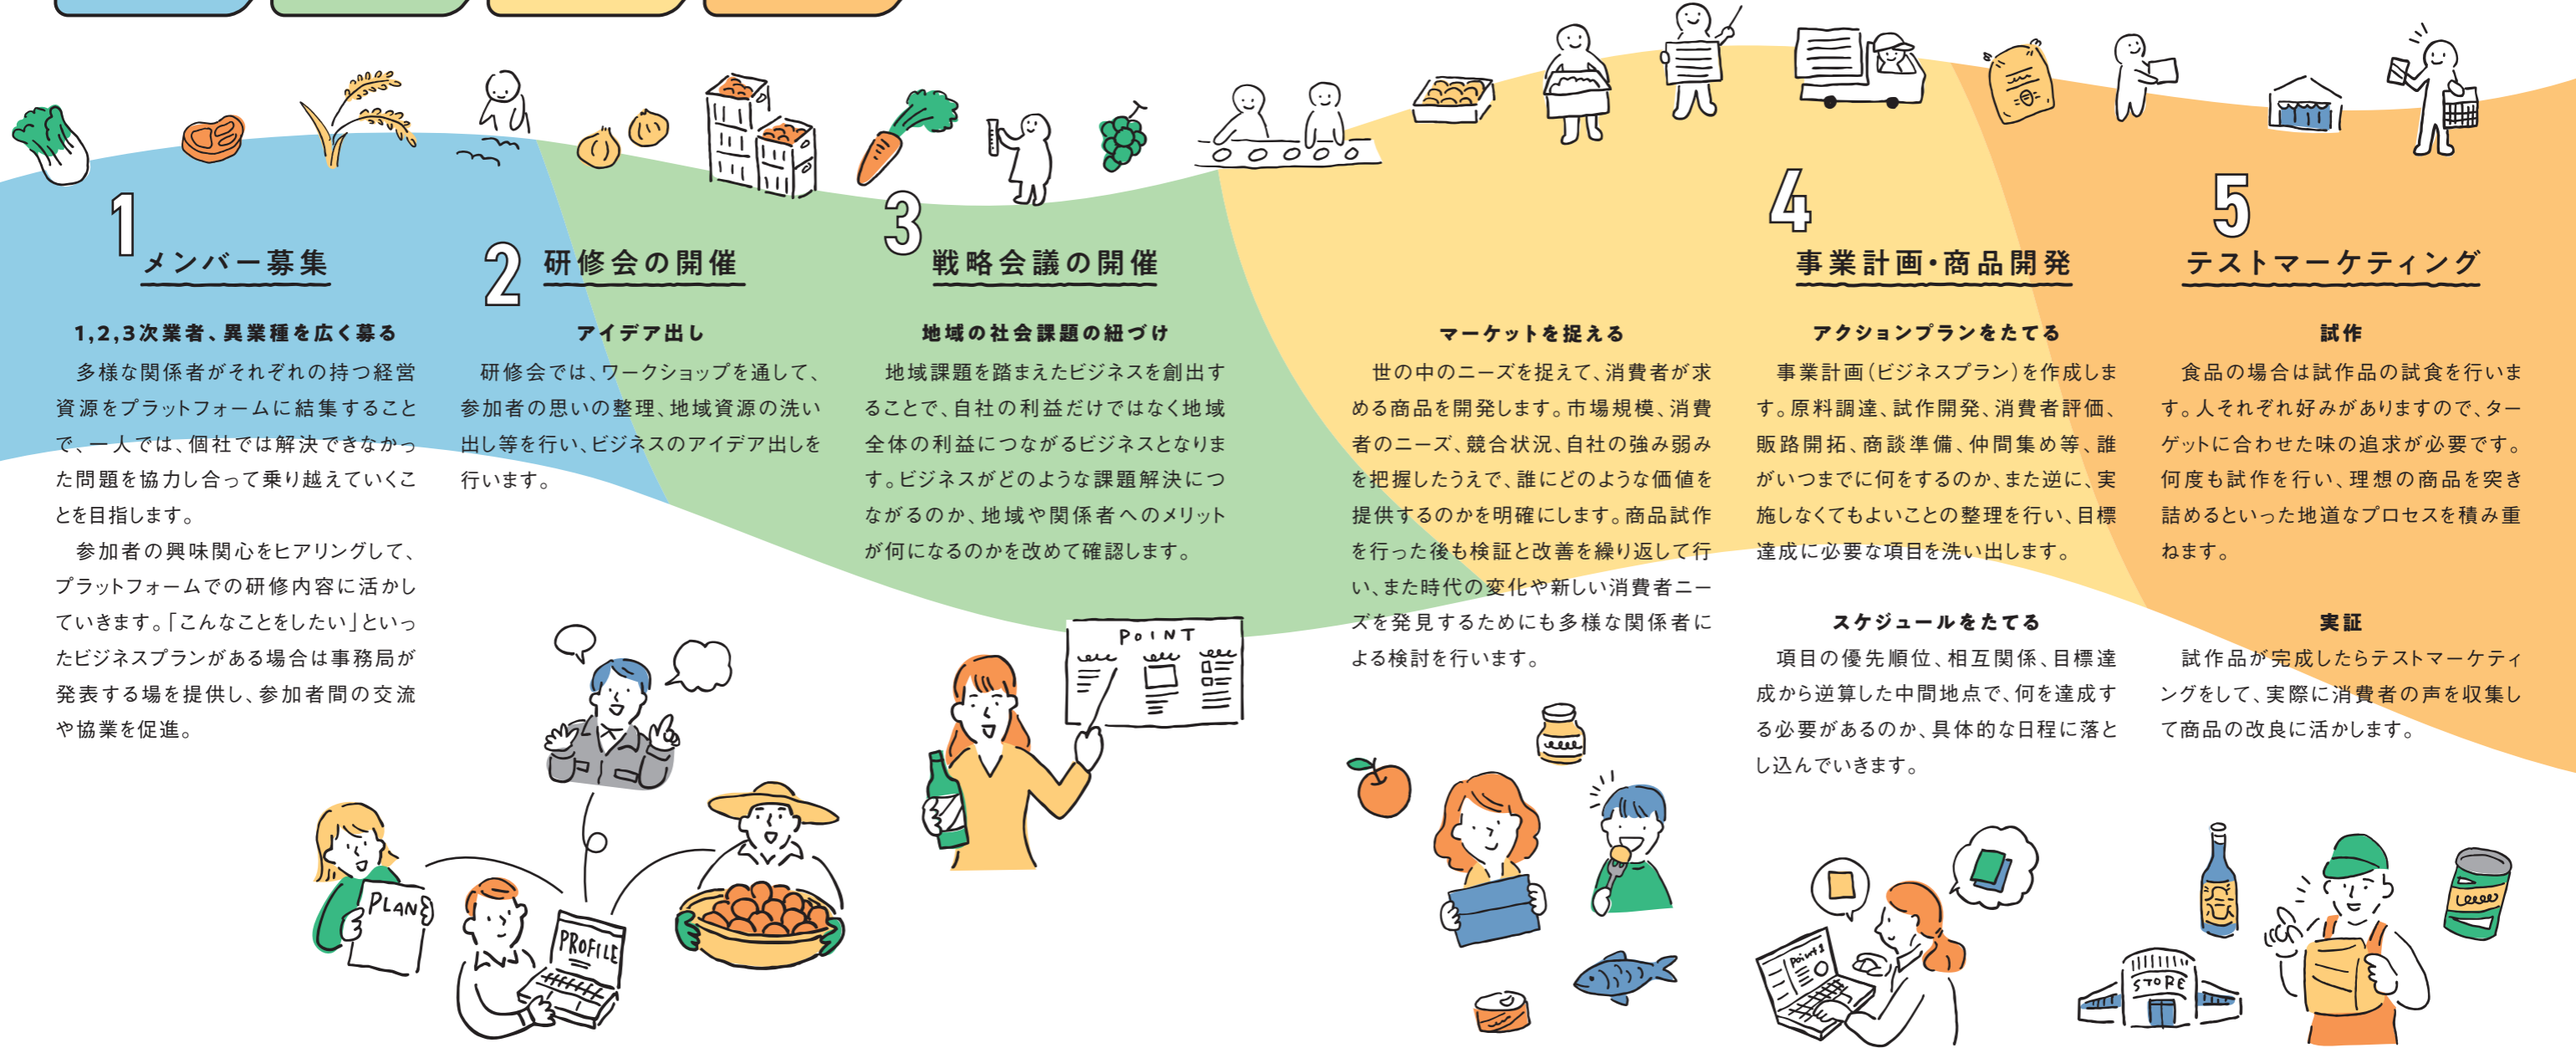 1
メンバー募集
1,2,3次業者、異業種を広く募る
多様な関係者がそれぞれの持つ経営
資源をプラットフォームに結集すること
で、一人では、個社では解決できなかっ
た問題を協力し合って乗り越えていくこ
とを目指します。
参加者の興味関心をヒアリングして、
プラットフォームでの研修内容に活かし
ていきます。「こんなことをしたい」といっ
たビジネスプランがある場合は事務局が
発表する場を提供し、参加者間の交流
や協業を促進。
2
研修会の開催
アイデア出し
研修会では、ワークショップを通して、
参加者の思いの整理、地域資源の洗い
出し等を行い、ビジネスのアイデア出しを
行います。
PLAN
PROFILE
3
戦略会議の開催
地域の社会課題の紐づけ
地域課題を踏まえたビジネスを創出す
ることで、自社の利益だけではなく地域
全体の利益につながるビジネスとなりま
す。ビジネスがどのような課題解決につ
ながるのか、地域や関係者へのメリット
が何になるのかを改めて確認します。
POINT
マーケットを捉える
世の中のニーズを捉えて、消費者が求
める商品を開発します。市場規模、消費
者のニーズ、競合状況、自社の強み弱み
を把握したうえで、誰にどのような価値を
提供するのかを明確にします。商品試作
を行った後も検証と改善を繰り返して行
い、また時代の変化や新しい消費者ニー
ズを発見するためにも多様な関係者に
よる検討を行います。
4
事業計画・商品開発
アクションプランをたてる
事業計画(ビジネスプラン)を作成しま
す。原料調達、試作開発、消費者評価、
販路開拓、商談準備、仲間集め等、誰
がいつまでに何をするのか、また逆に、実
施しなくてもよいことの整理を行い、目標
達成に必要な項目を洗い出します。
スケジュールをたてる
項目の優先順位、相互関係、目標達
成から逆算した中間地点で、何を達成す
る必要があるのか、具体的な日程に落と
し込んでいきます。
Points
5
テストマーケティング
試作
食品の場合は試作品の試食を行いま
す。人それぞれ好みがありますので、ター
ゲットに合わせた味の追求が必要です。
何度も試作を行い、理想の商品を突き
詰めるといった地道なプロセスを積み重
ねます。
実証
試作品が完成したらテストマーケティ
ングをして、実際に消費者の声を収集し
て商品の改良に活かします。
STORE